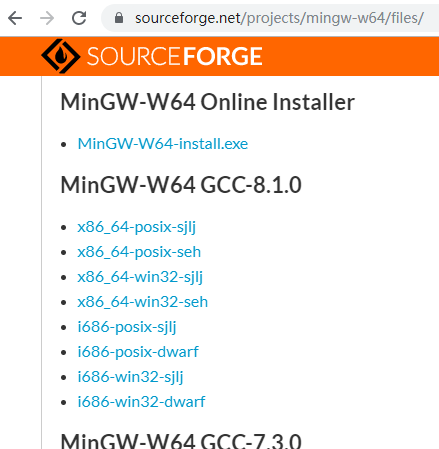 sourceforge.net/projects/mingw-w64/files/
SOURCEFORGE
MinGW-W64 Online Installer
MinGW-W64-install.exe
MinGW-W64 GCC-8.1.0
x86_64-posix-sjlj
x86_64-posix-seh
x86_64-win32-sjlj
x86_64-win32-seh
i686-posix-sjlj
i686-posix-dwarf
i686-win32-sjlj
i686-win32-dwarf
MinGW-W64 GCC-7.3.0